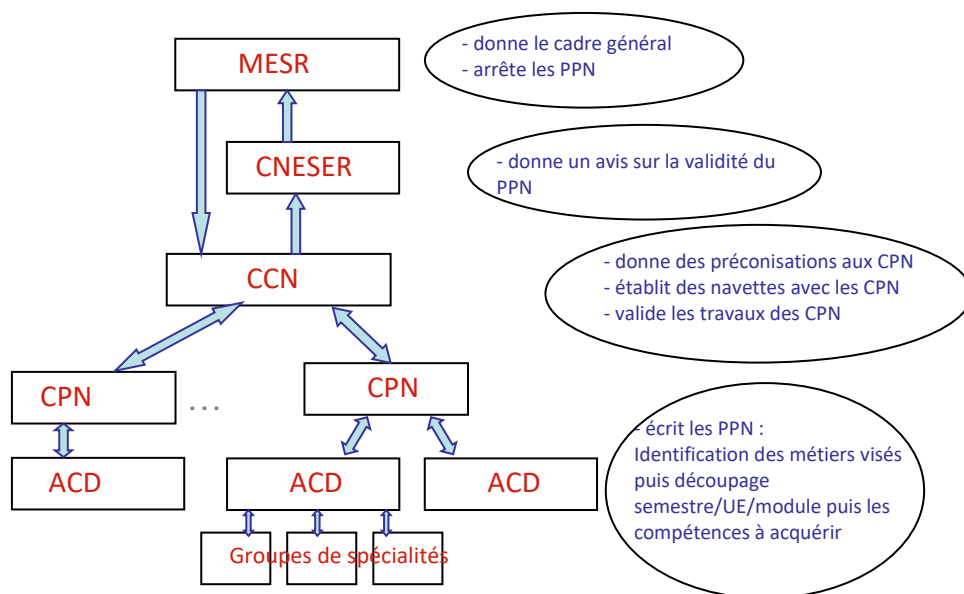 MESR
- donne le cadre général
- arrête les PPN
CNESER
- donne un avis sur la validité du
PPN
CCN
- donne des préconisations aux CPN
- établit des navettes avec les CPN
- valide les travaux des CPN
CPN
...
CPN
- écrit les PPN :
Identification des métiers visés
puis découpage
semestre/UE/module puis les
compétences à acquérir
ACD
ACD
ACD
Groupes de spécialités